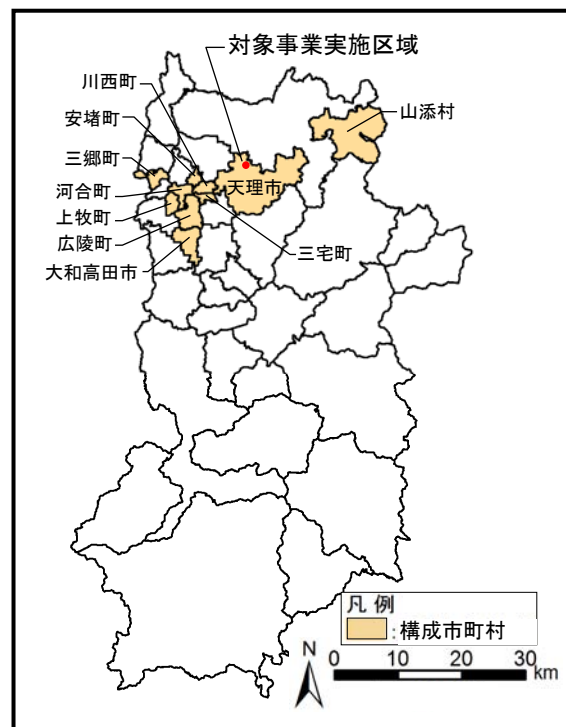 対象事業実施区域
川西町
山添村
安堵町
三郷町
天理市
河合町
上牧町
広陵町
三宅町
大和高田市
凡 例
:構成市町村
N
0 10 20 30
km